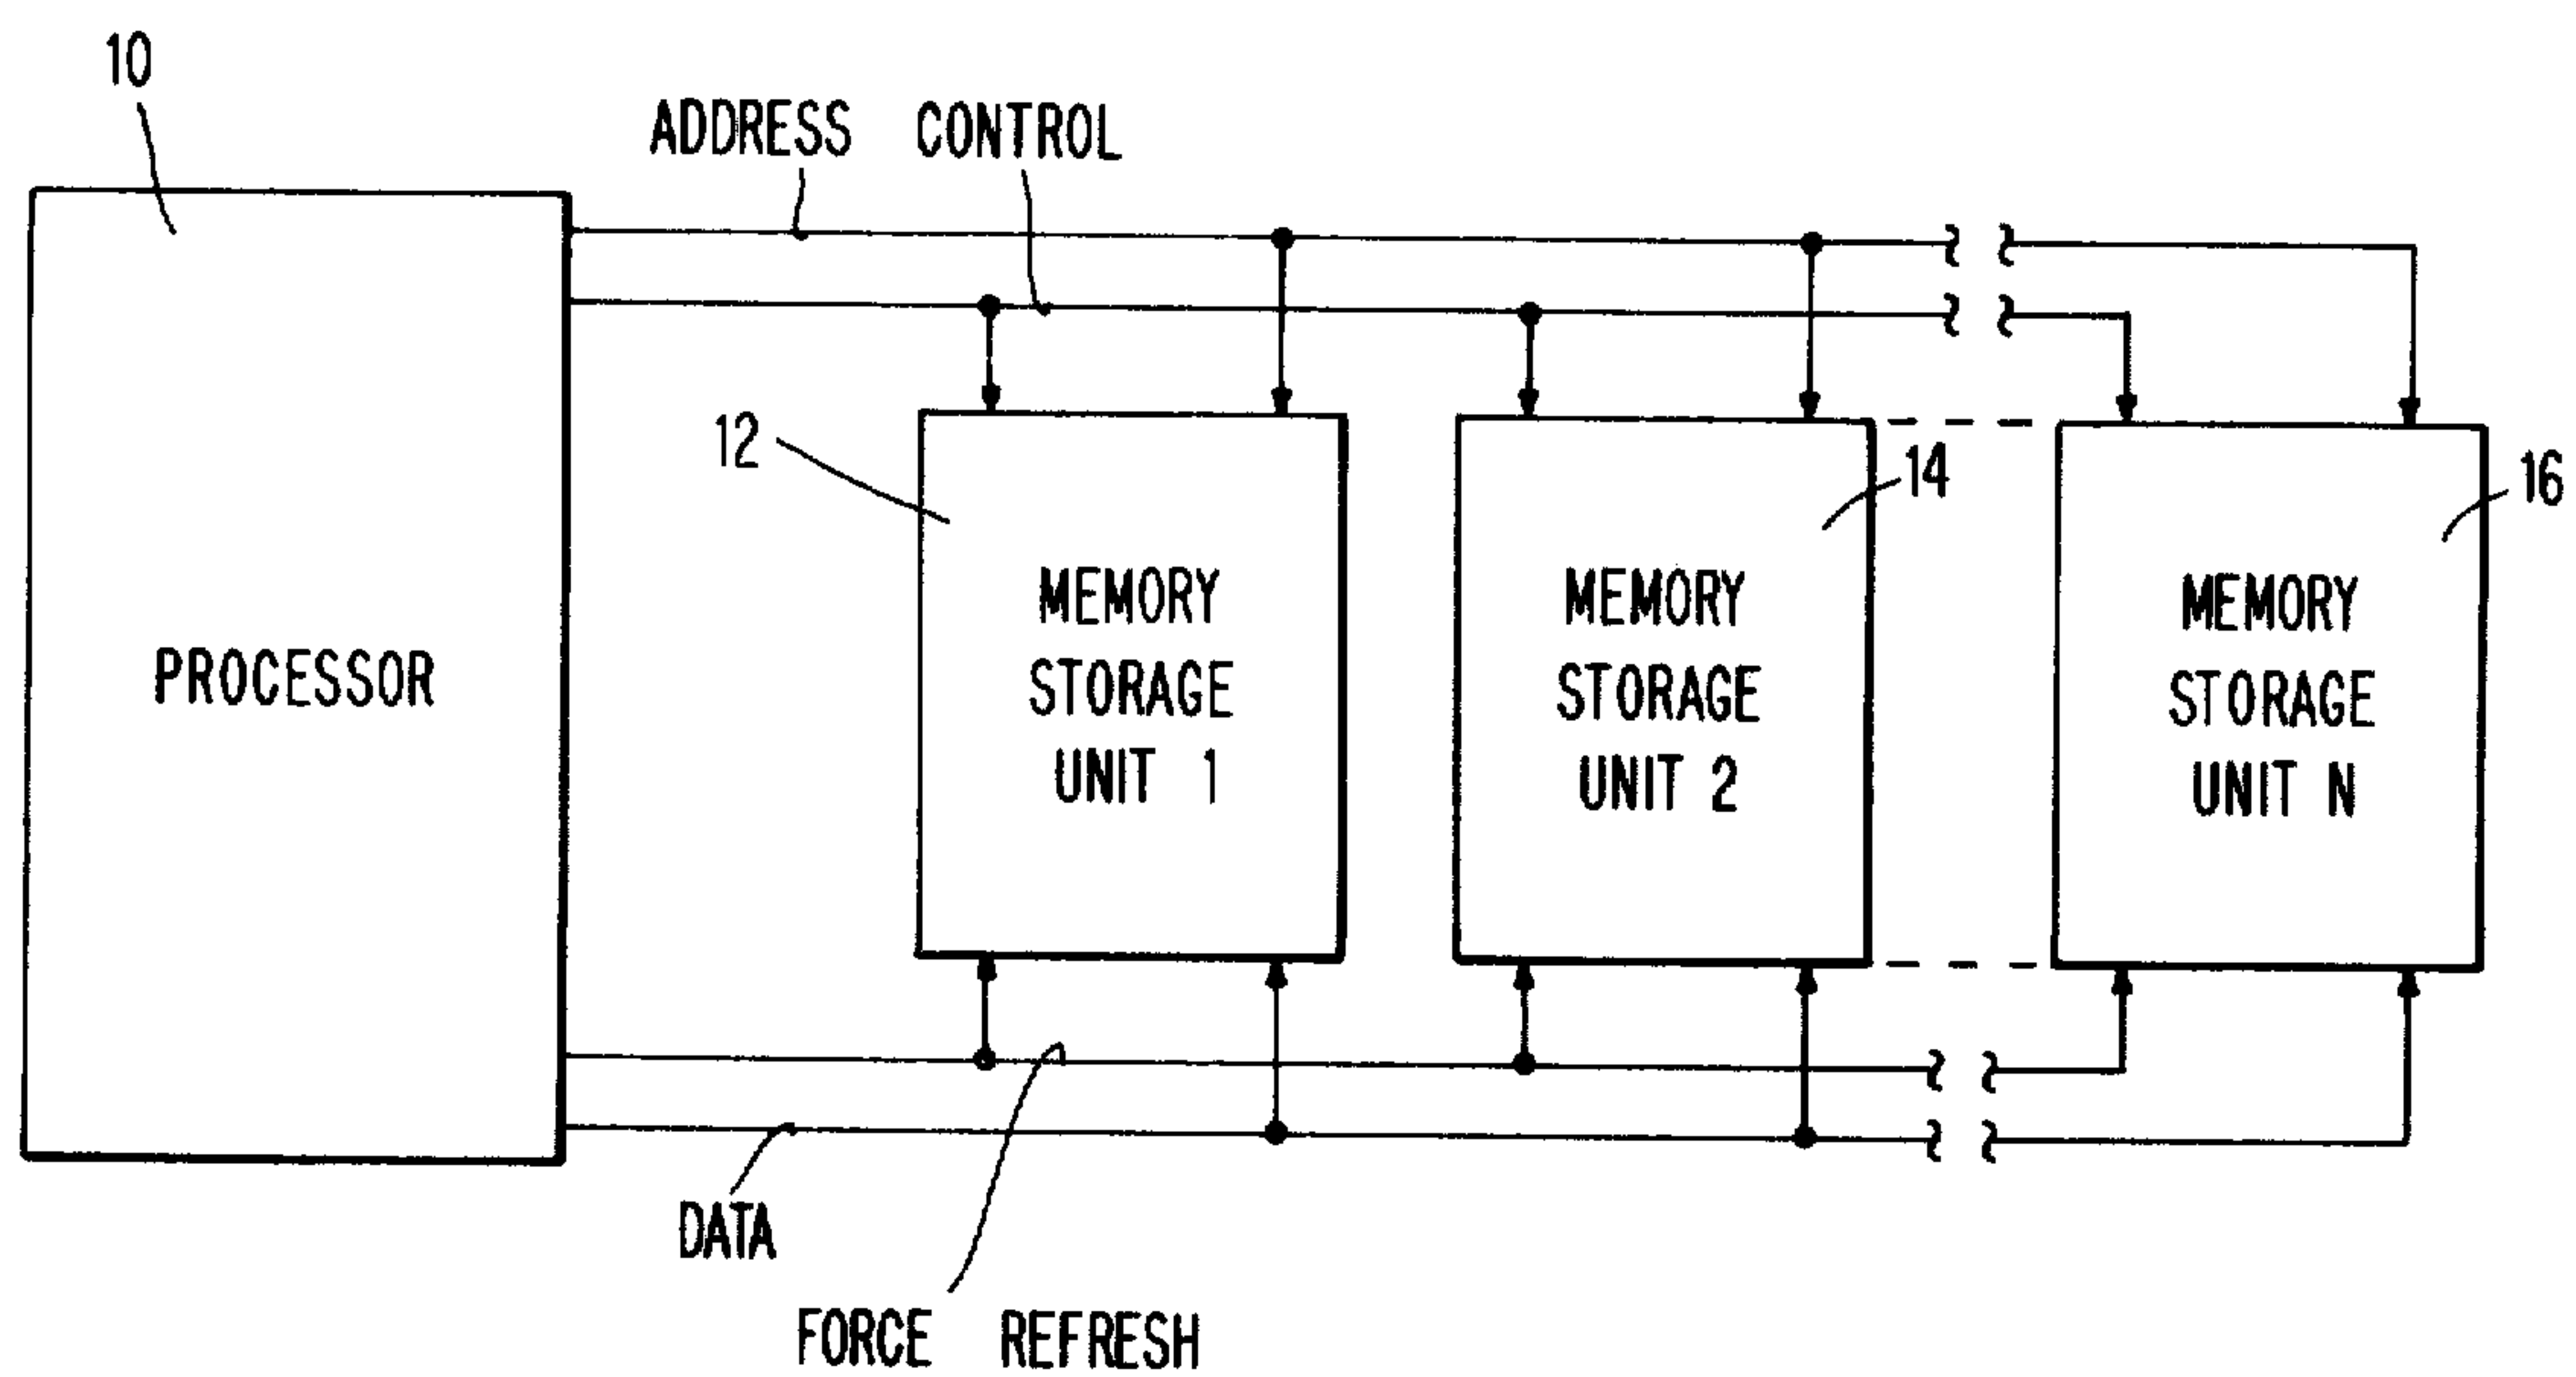 10
ADDRESS CONTROL
12
14
16
PROCESSOR
MEMORY
STORAGE
UNIT 1
MEMORY
STORAGE
UNIT 2
MEMORY
STORAGE
UNIT N
DATA
FORCE REFRESH